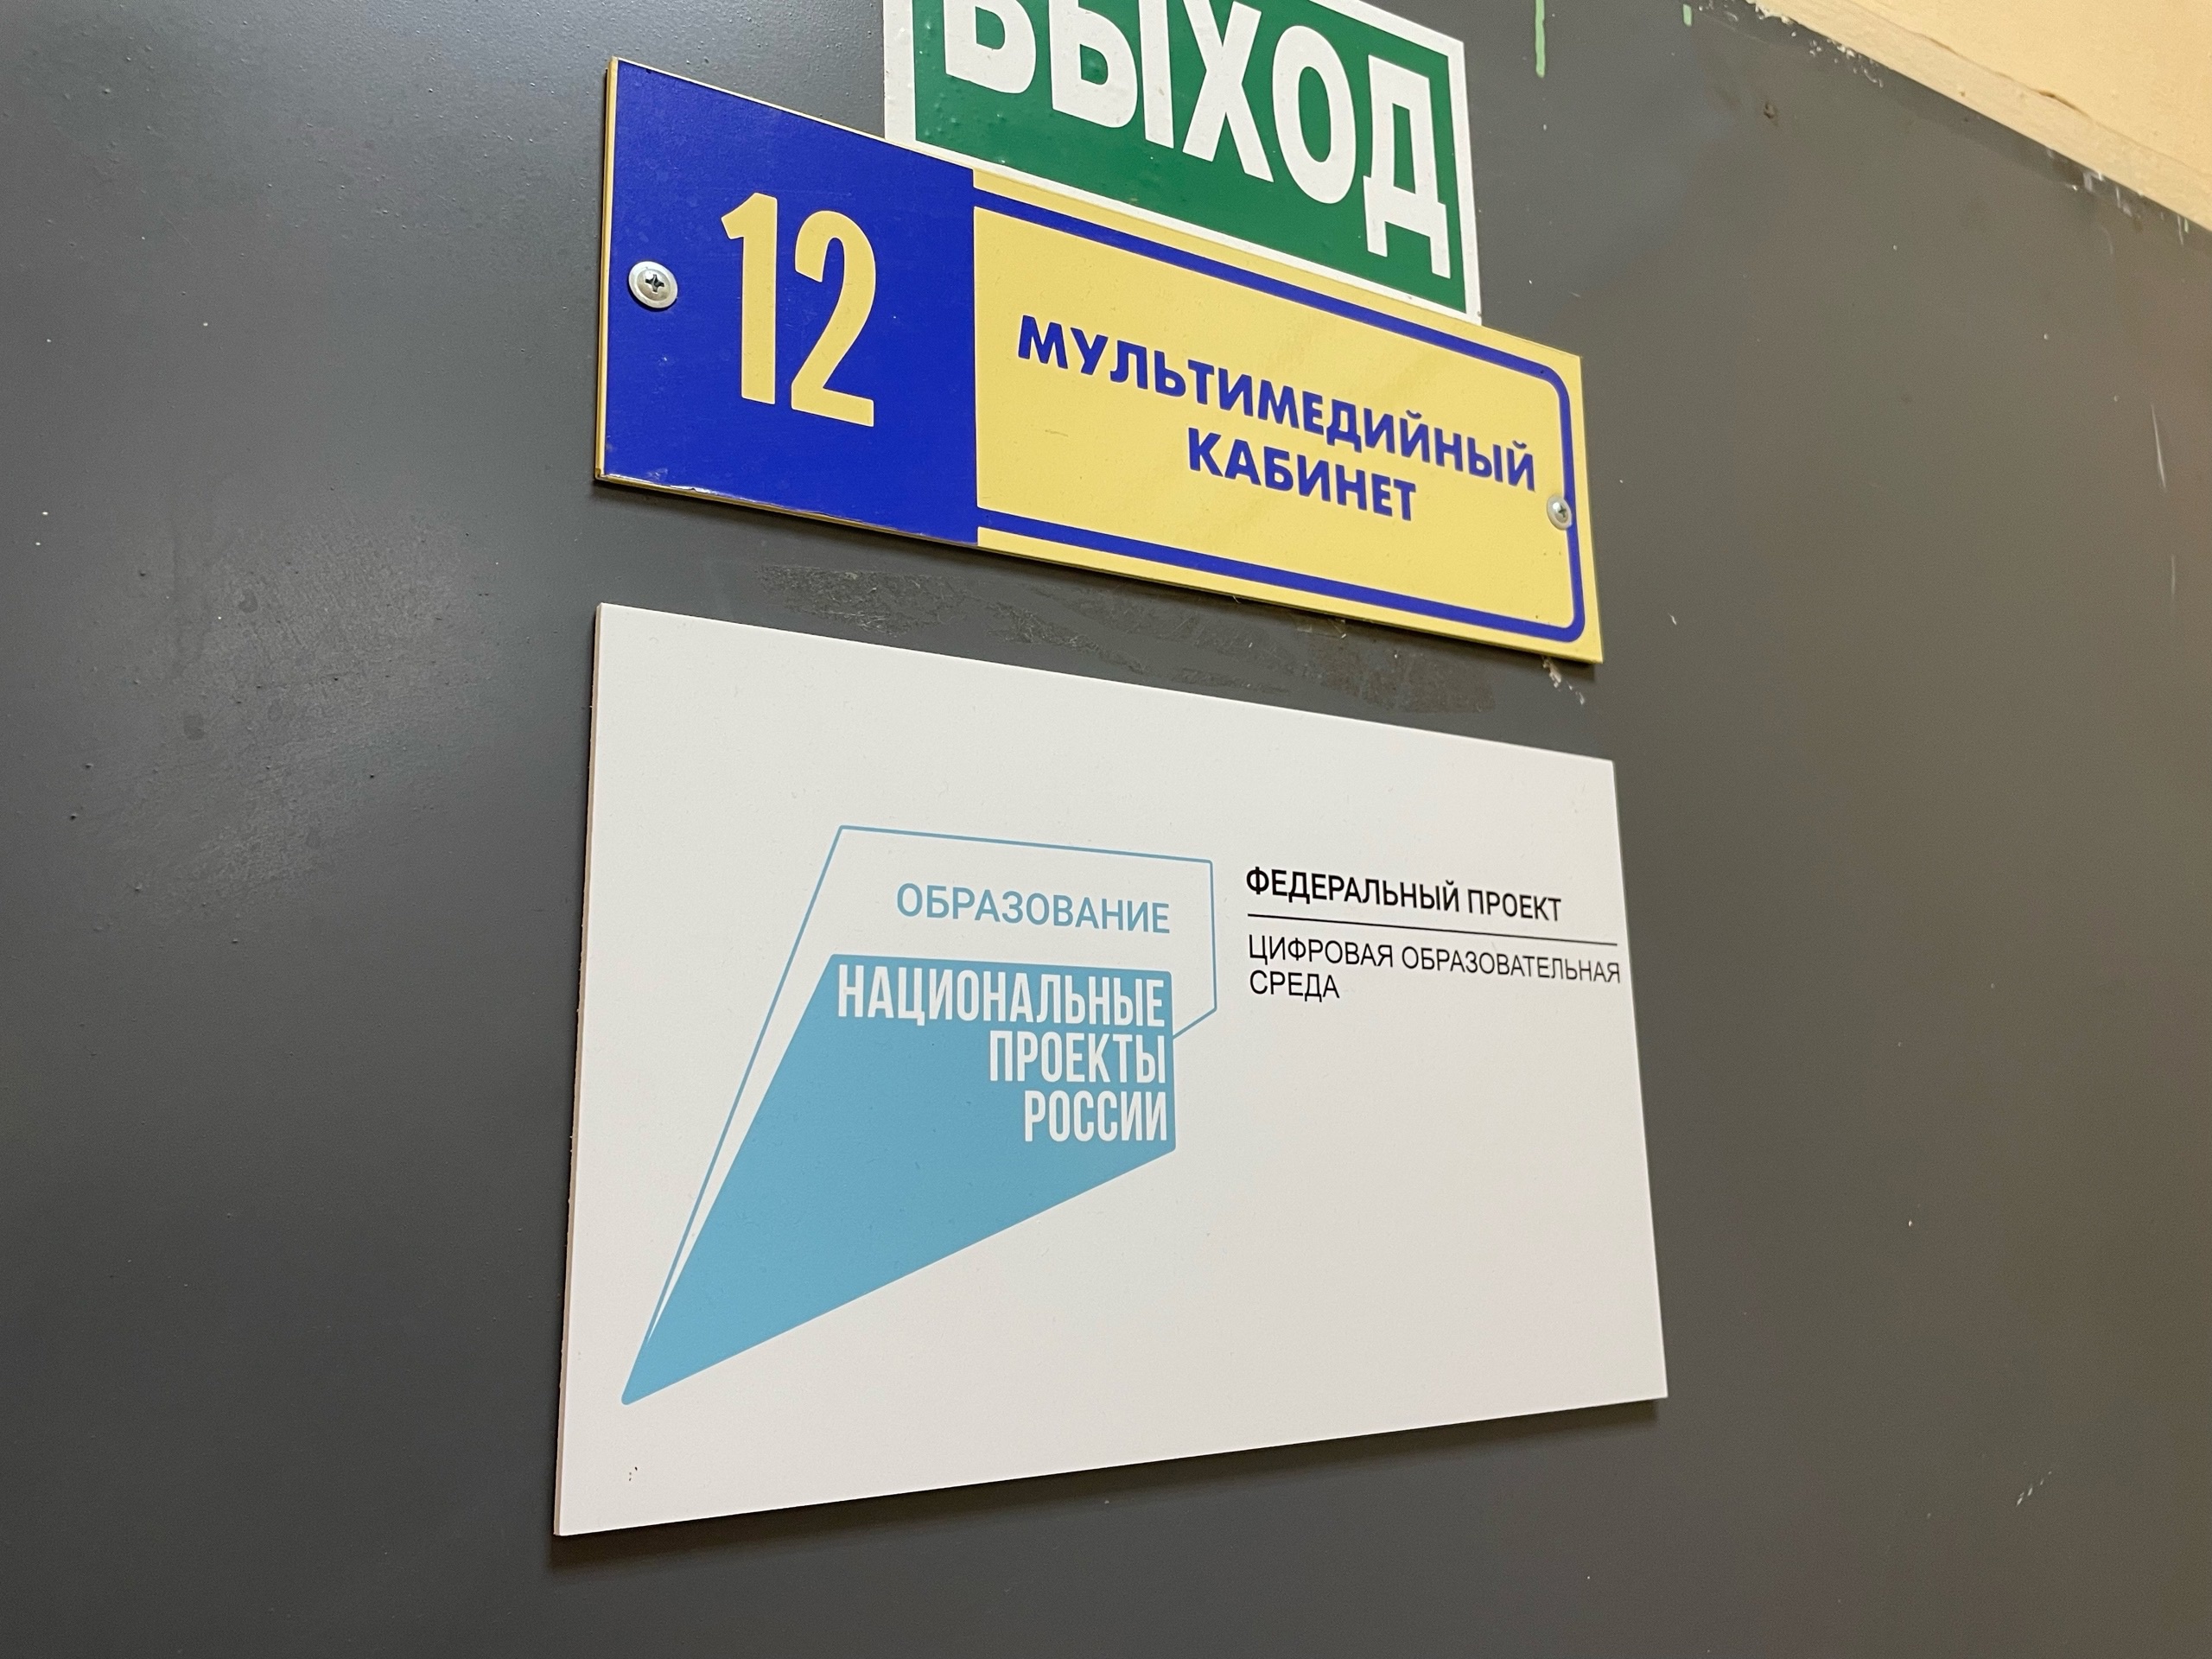 ВЫХОД
12
МУЛЬТИМЕДИЙНЫЙ
КАБИНЕТ
ОБРАЗОВАНИЕ
НАЦИОНАЛЬНЫЕ
ПРОЕКТЫ
РОССИИ
ФЕДЕРАЛЬНЫЙ ПРОЕКТ
ЦИФРОВАЯ ОБРАЗОВАТЕЛЬНАЯ
СРЕДА